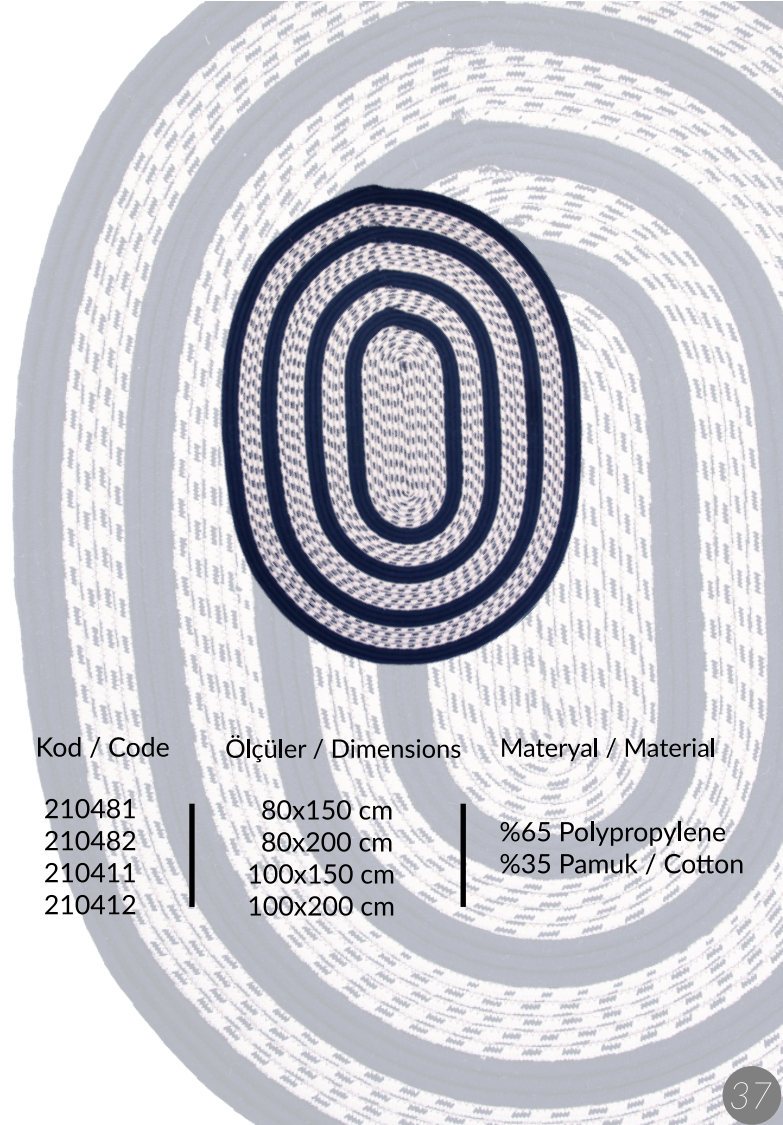 Kod / Code
Ölçüler / Dimensions
Materyal / Material
210481
210482
210411
210412
80x150 cm
80x200 cm
100x150 cm
100x200 cm
%65 Polypropylene
%35 Pamuk / Cotton
37